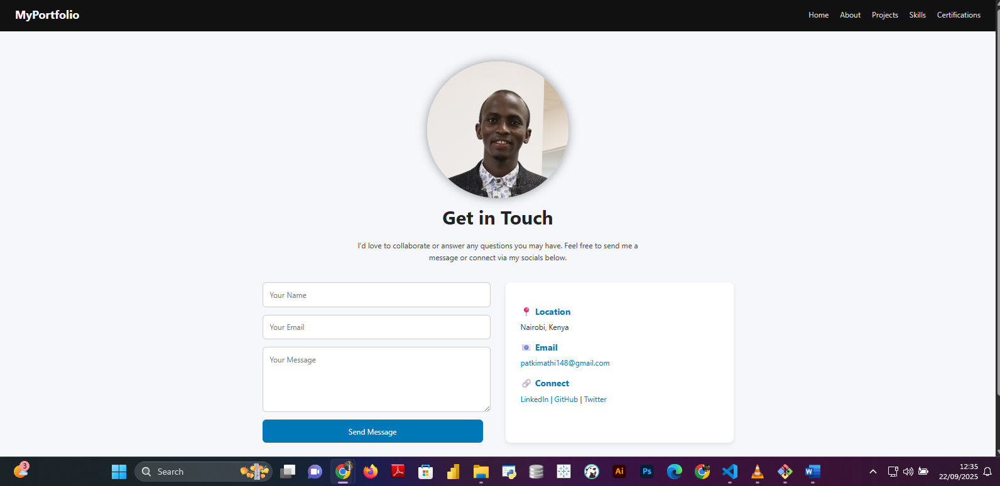 MyPortfolio
Home About Projects Skills Certifications
Get in Touch
I’d love to collaborate or answer any questions you may have. Feel free to send me a
message or connect via my socials below.
Your Name
Your Email
Your Message
Send Message
Location
Nairobi, Kenya
Email
patkimathi148@gmail.com
Connect
LinkedIn | GitHub | Twitter
3
Search
Ai
Ps
W
12:35
22/09/2025